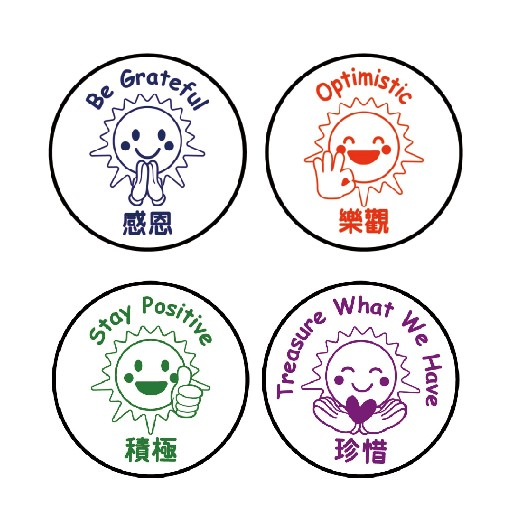 Be Grateful
感恩
Optimistic
樂觀
Stay Positive
積極
Treasure What We Have
珍惜